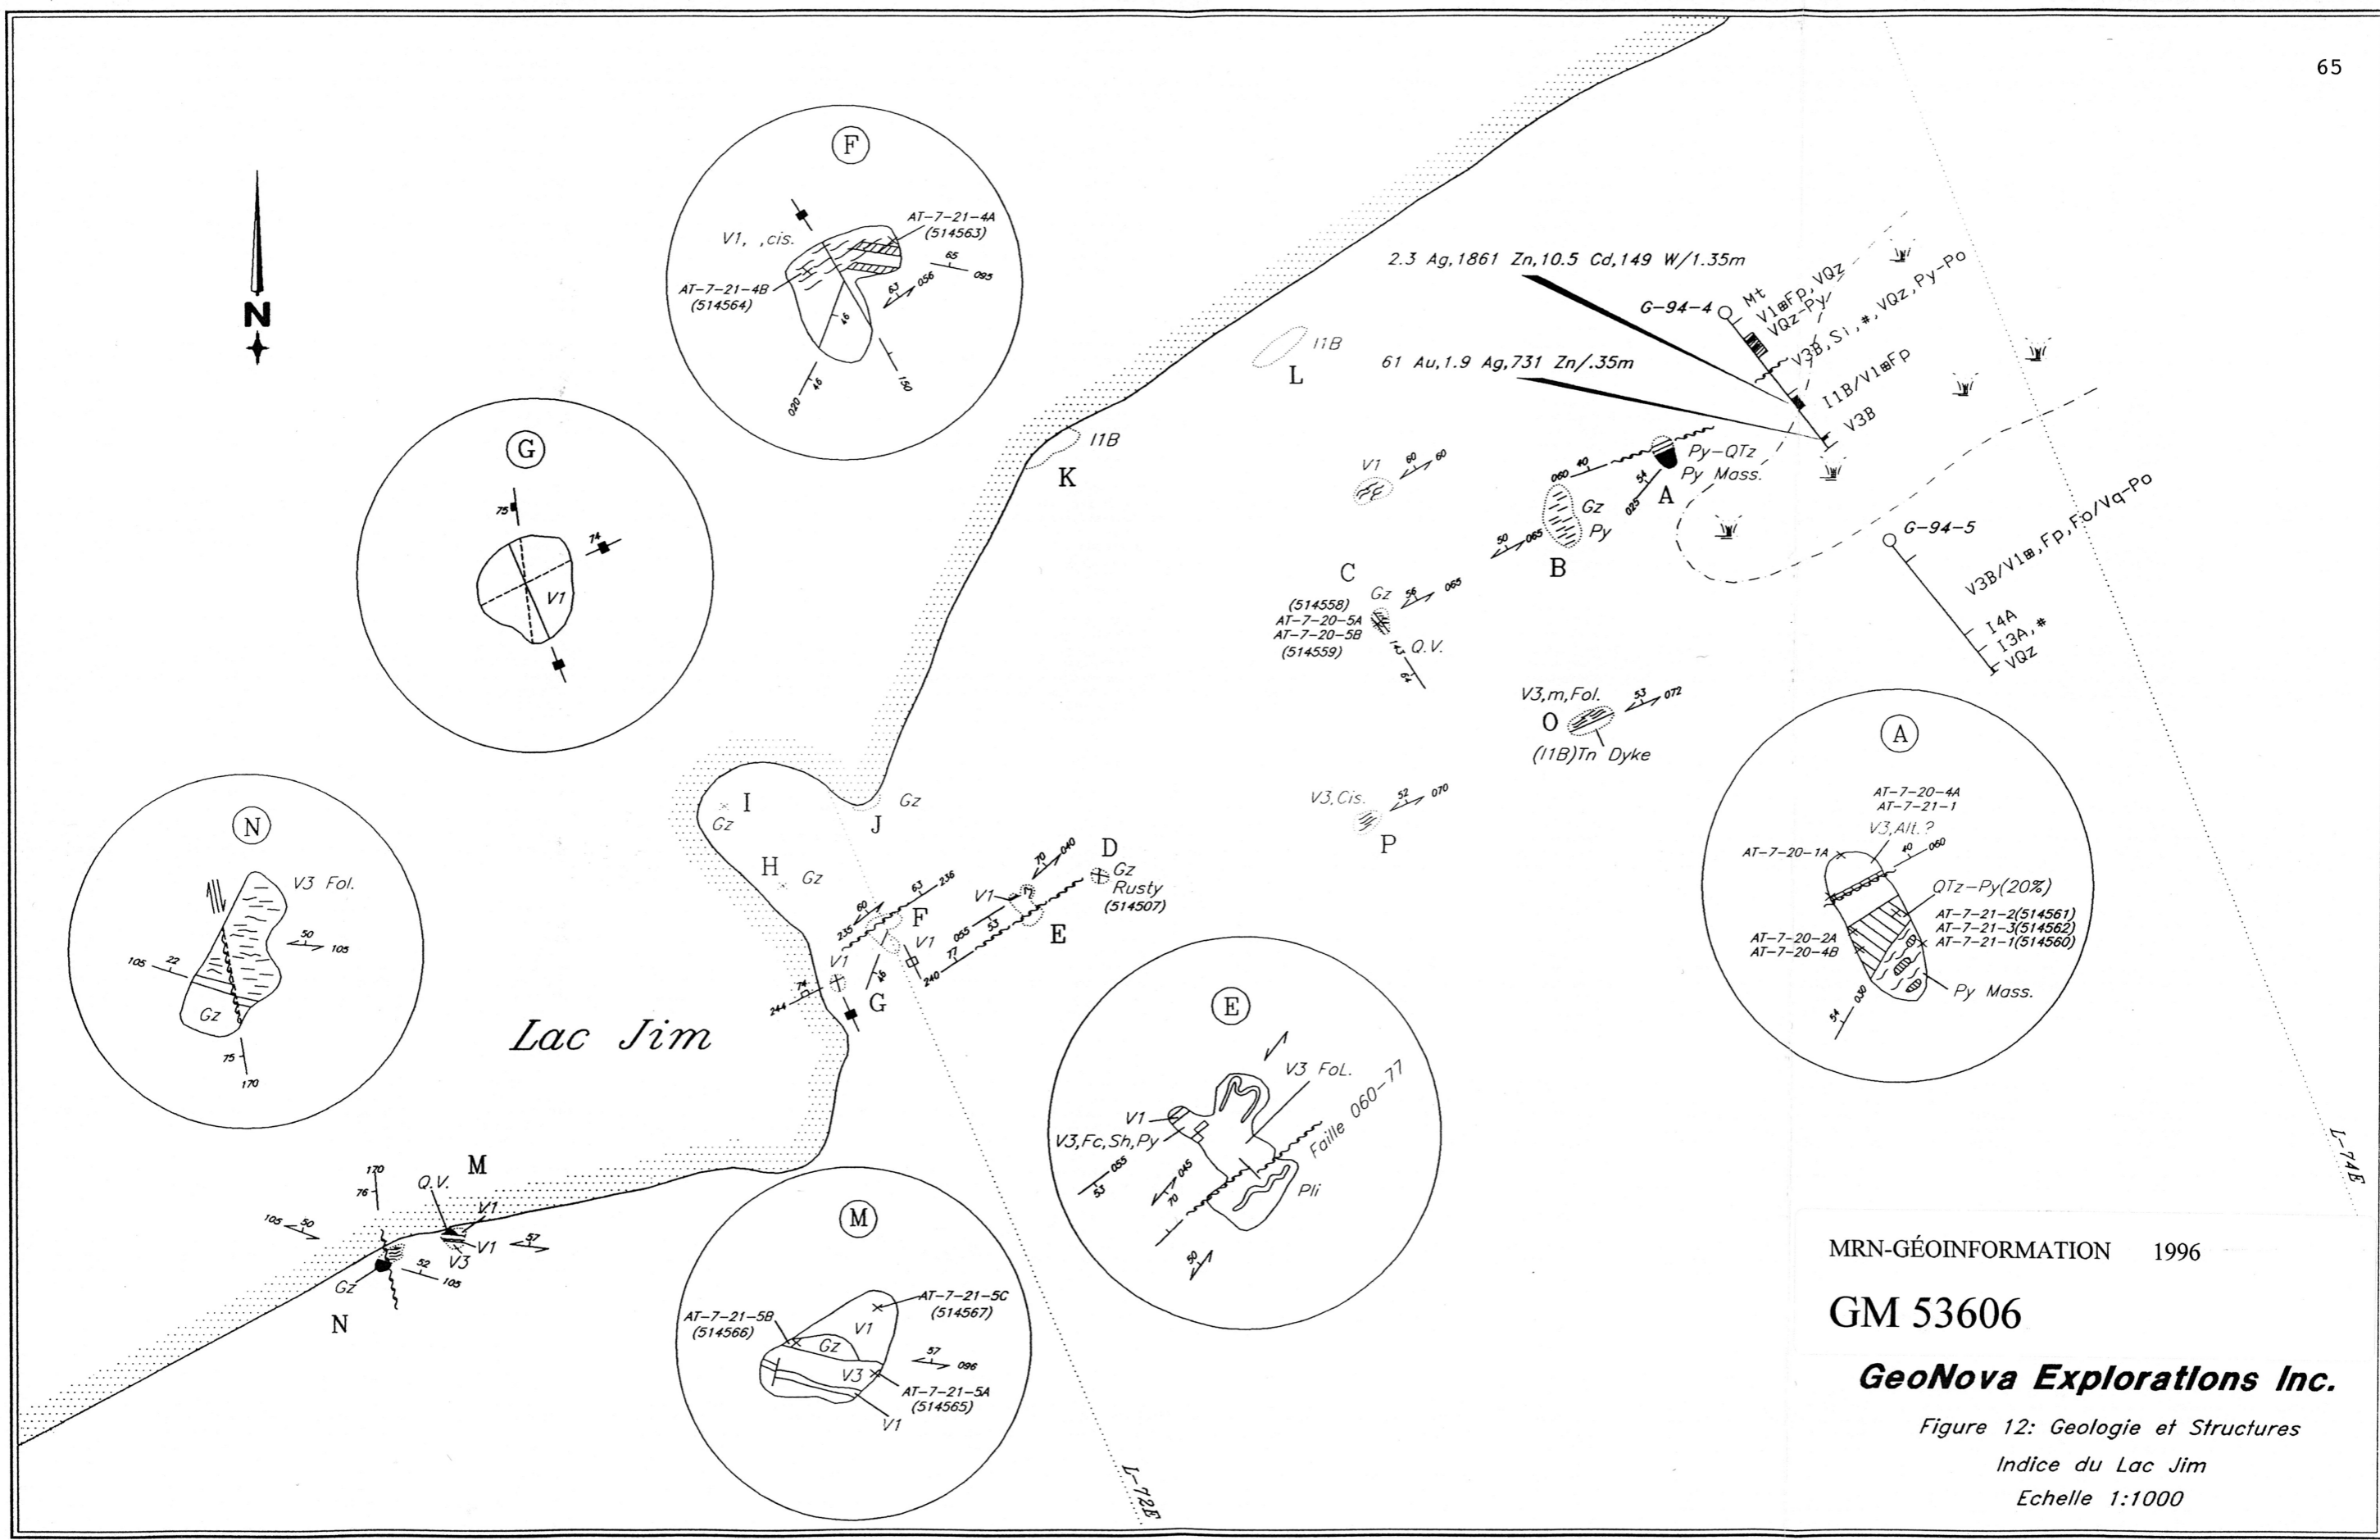 65
F
AT-7-21-4A
(514563)
V1, ,cis.
65
095
63
056
AT-7-21-4B
(514564)
46
020
46
150
N
G
75
74
V1
2.3 Ag,1861 Zn,10.5 Cd,149 W/1.35m
G-94-4
Mt
V1⊞Fp,VQz
VQz-Py
V3B,Si,#,VQz,Py-Po
I1B/V1⊞Fp
V3B
61 Au,1.9 Ag,731 Zn/.35m
I1B
L
I1B
K
V1
60
60
060
40
Py-QTz
Py Mass.
54
025
A
Gz
Py
50
065
B
G-94-5
V3B/V1⊞,Fp,Fo/Vq-Po
I4A
I3A,#
VQz
C
Gz
56
065
(514558)
AT-7-20-5A
AT-7-20-5B
(514559)
Q.V.
64
V3,m,Fol.
53
072
O
(I1B)Tn Dyke
V3,Cis.
52
070
P
A
AT-7-20-4A
AT-7-21-1
V3,Alt.?
AT-7-20-1A
40
060
QTz-Py(20%)
AT-7-21-2(514561)
AT-7-21-3(514562)
AT-7-21-1(514560)
AT-7-20-2A
AT-7-20-4B
Py Mass.
54
030
N
V3 Fol.
50
105
105
22
Gz
75
170
I
Gz
Gz
J
H
Gz
70
040
D
Gz
Rusty
(514507)
63
236
60
235
F
V1
055
53
E
V1
77
240
V1
74
244
46
G
Lac Jim
E
V3 FoL.
V1
V3,Fc,Sh,Py
Faille 060-77
055
53
045
70
Pli
50
170
76
M
Q.V.
V1
105
50
V1
57
V3
52
105
Gz
N
M
AT-7-21-5C
(514567)
AT-7-21-5B
(514566)
V1
Gz
57
096
V3
AT-7-21-5A
(514565)
V1
L-72E
L-74E
MRN-GÉOINFORMATION 1996
GM 53606
GeoNova Explorations Inc.
Figure 12: Geologie et Structures
Indice du Lac Jim
Echelle 1:1000